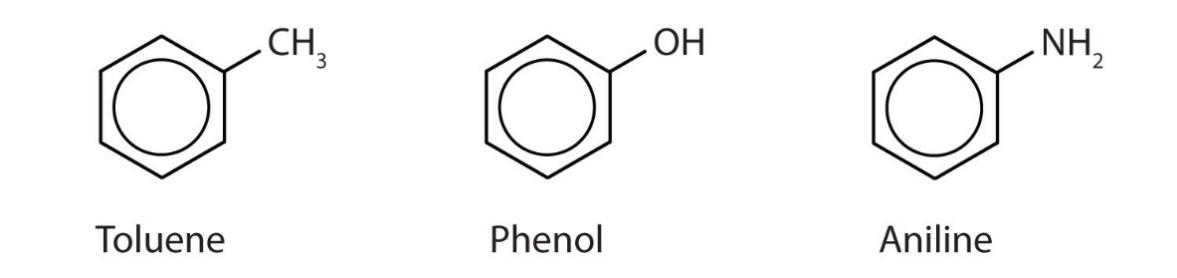 CH₃ OH NH₂
Toluene Phenol Aniline